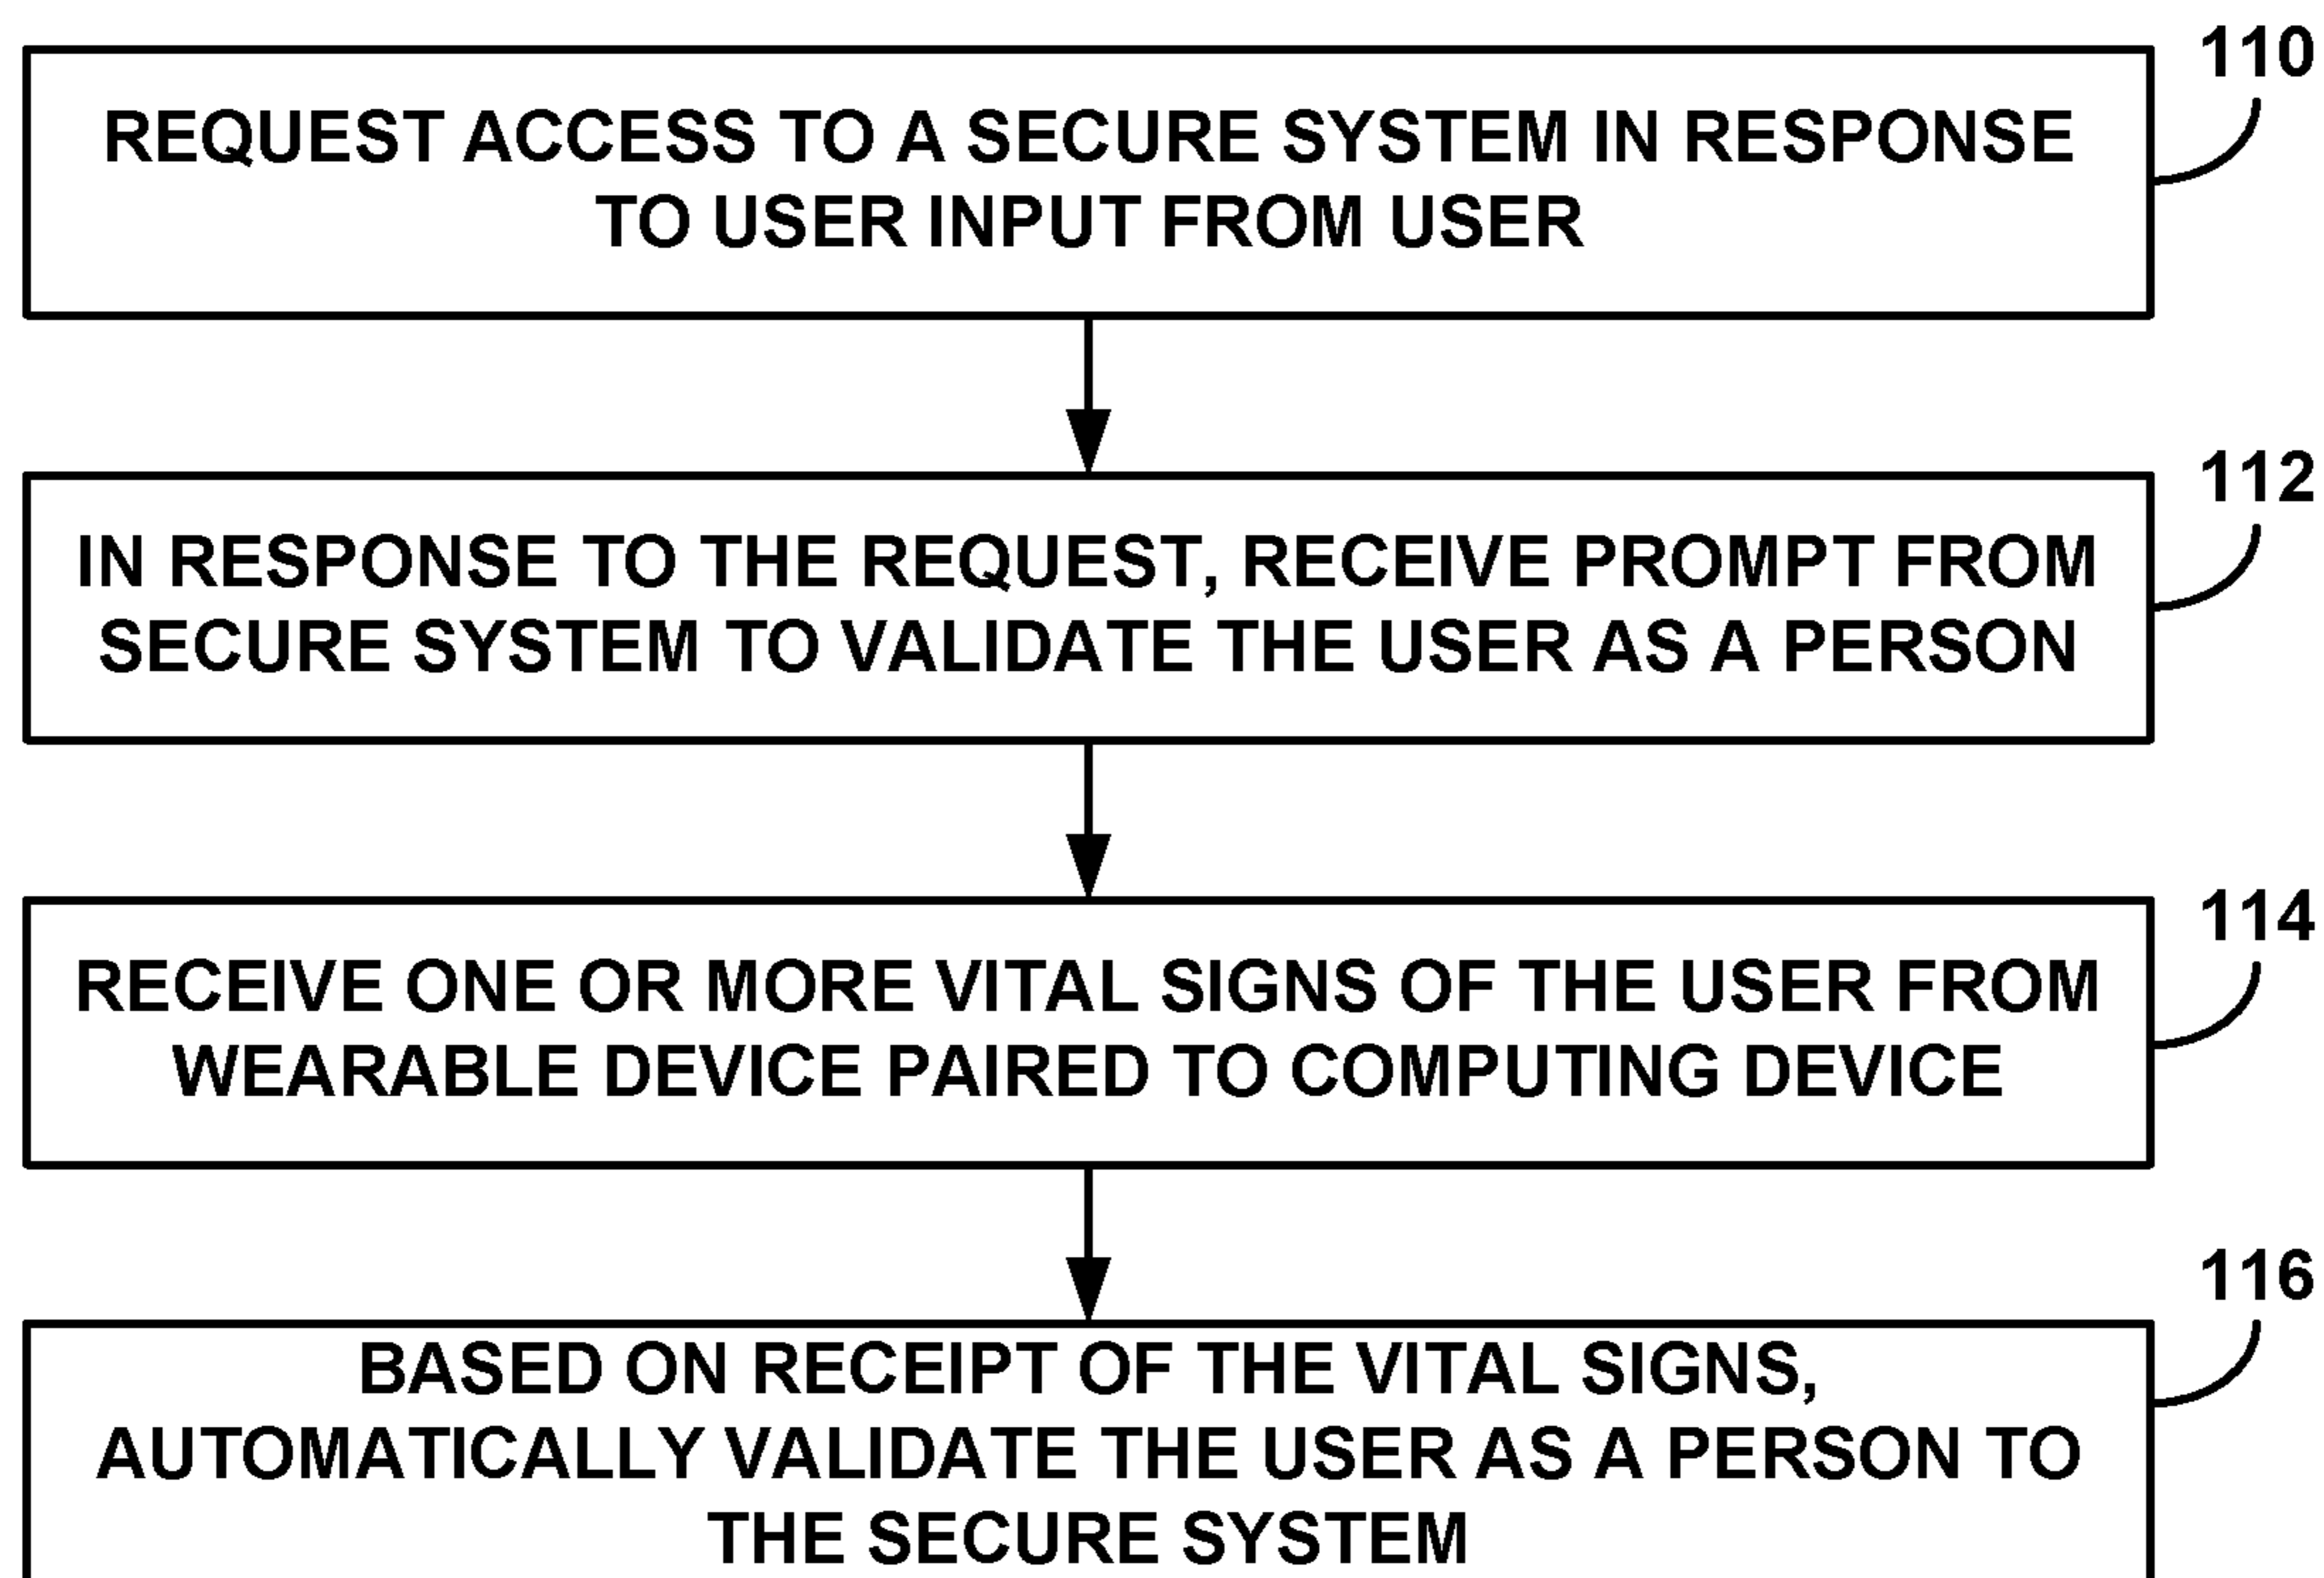 110
REQUEST ACCESS TO A SECURE SYSTEM IN RESPONSE
TO USER INPUT FROM USER
112
IN RESPONSE TO THE REQUEST, RECEIVE PROMPT FROM
SECURE SYSTEM TO VALIDATE THE USER AS A PERSON
114
RECEIVE ONE OR MORE VITAL SIGNS OF THE USER FROM
WEARABLE DEVICE PAIRED TO COMPUTING DEVICE
116
BASED ON RECEIPT OF THE VITAL SIGNS,
AUTOMATICALLY VALIDATE THE USER AS A PERSON TO
THE SECURE SYSTEM